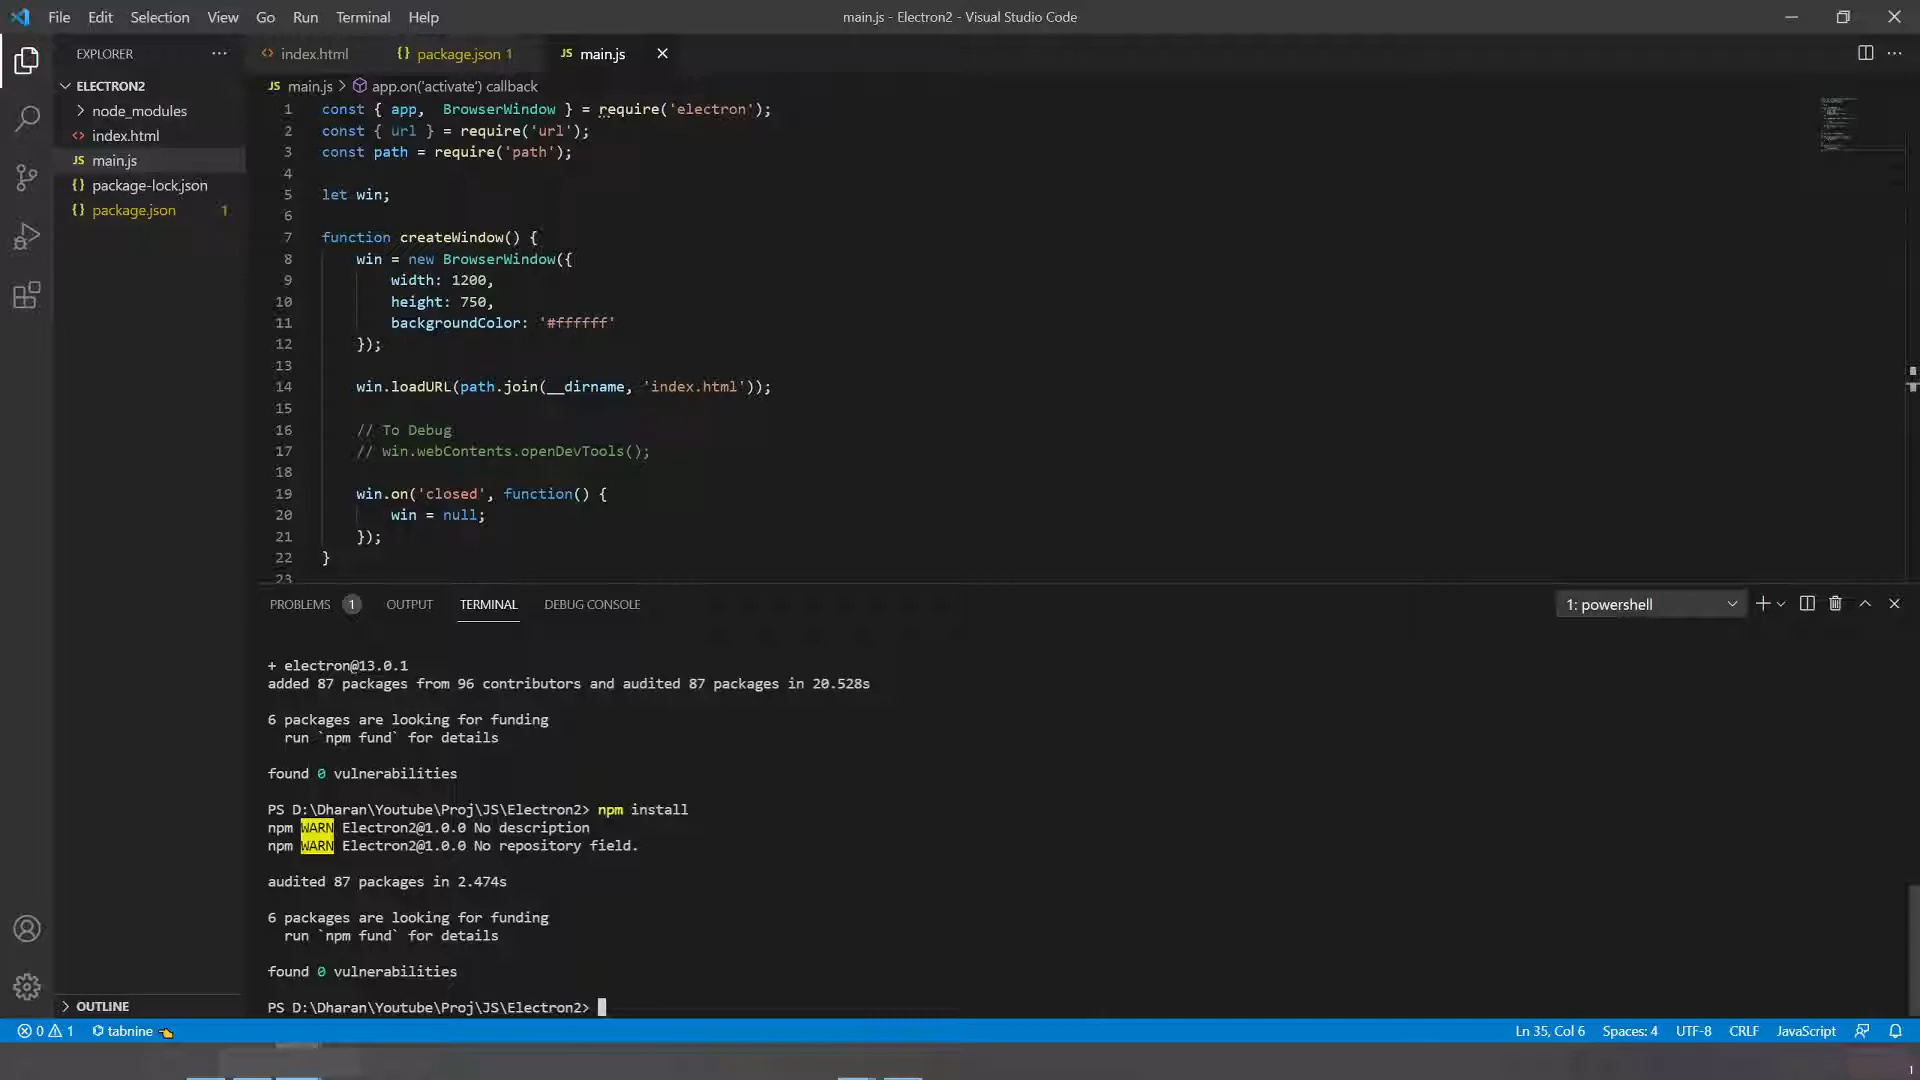 File Edit Selection View Go Run Terminal Help
main.js - Electron2 - Visual Studio Code
EXPLORER ...
index.html
{} package.json 1
JS main.js
ELECTRON2
node_modules
index.html
JS main.js
{} package-lock.json
{} package.json 1
JS main.js > app.on('activate') callback
1 const { app,  BrowserWindow } = require('electron');
2 const { url } = require('url');
3 const path = require('path');
4
5 let win;
6
7 function createWindow() {
8     win = new BrowserWindow({
9         width: 1200,
10         height: 750,
11         backgroundColor: '#ffffff'
12     });
13
14     win.loadURL(path.join(__dirname, 'index.html'));
15
16     // To Debug
17     // win.webContents.openDevTools();
18
19     win.on('closed', function() {
20         win = null;
21     });
22 }
23
PROBLEMS 1 OUTPUT TERMINAL DEBUG CONSOLE
1: powershell
+ electron@13.0.1
added 87 packages from 96 contributors and audited 87 packages in 20.528s
6 packages are looking for funding
  run `npm fund` for details
found 0 vulnerabilities
PS D:\Dharan\Youtube\Proj\JS\Electron2> npm install
npm WARN Electron2@1.0.0 No description
npm WARN Electron2@1.0.0 No repository field.
audited 87 packages in 2.474s
6 packages are looking for funding
  run `npm fund` for details
found 0 vulnerabilities
PS D:\Dharan\Youtube\Proj\JS\Electron2>
OUTLINE
0 1 tabnine
Ln 35, Col 6 Spaces: 4 UTF-8 CRLF JavaScript
1